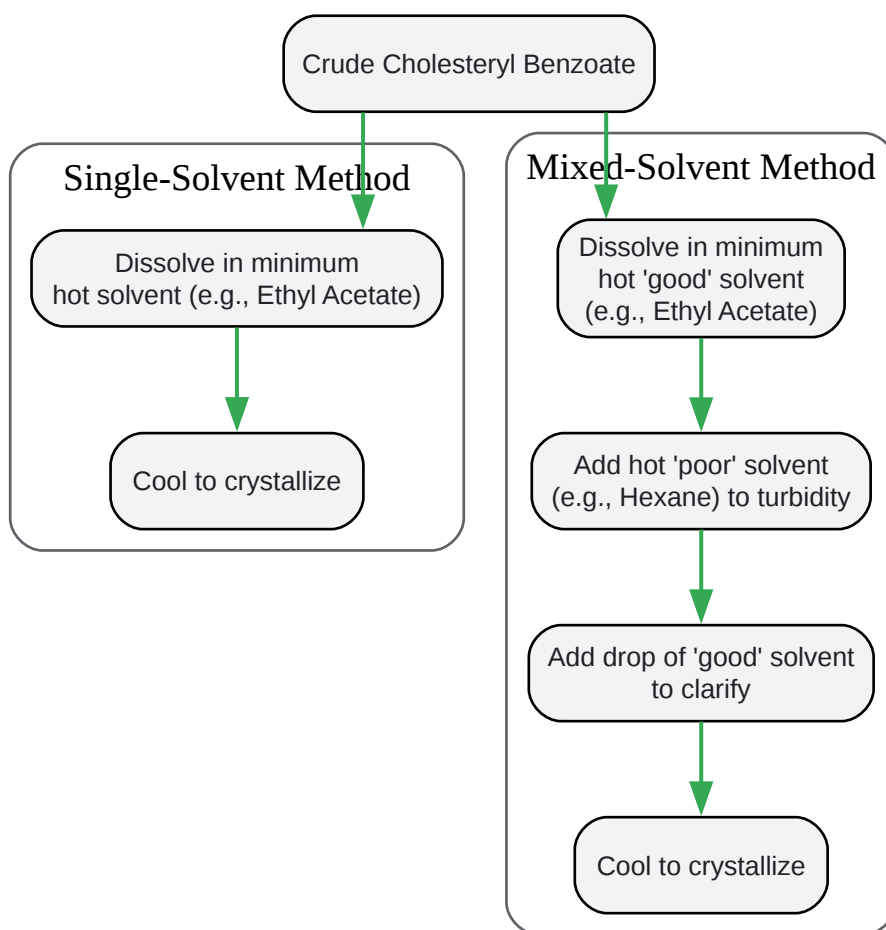 Crude Cholesteryl Benzoate
Single-Solvent Method
Dissolve in minimum
hot solvent (e.g., Ethyl Acetate)
Cool to crystallize
Mixed-Solvent Method
Dissolve in minimum
hot 'good' solvent
(e.g., Ethyl Acetate)
Add hot 'poor' solvent
(e.g., Hexane) to turbidity
Add drop of 'good' solvent
to clarify
Cool to crystallize